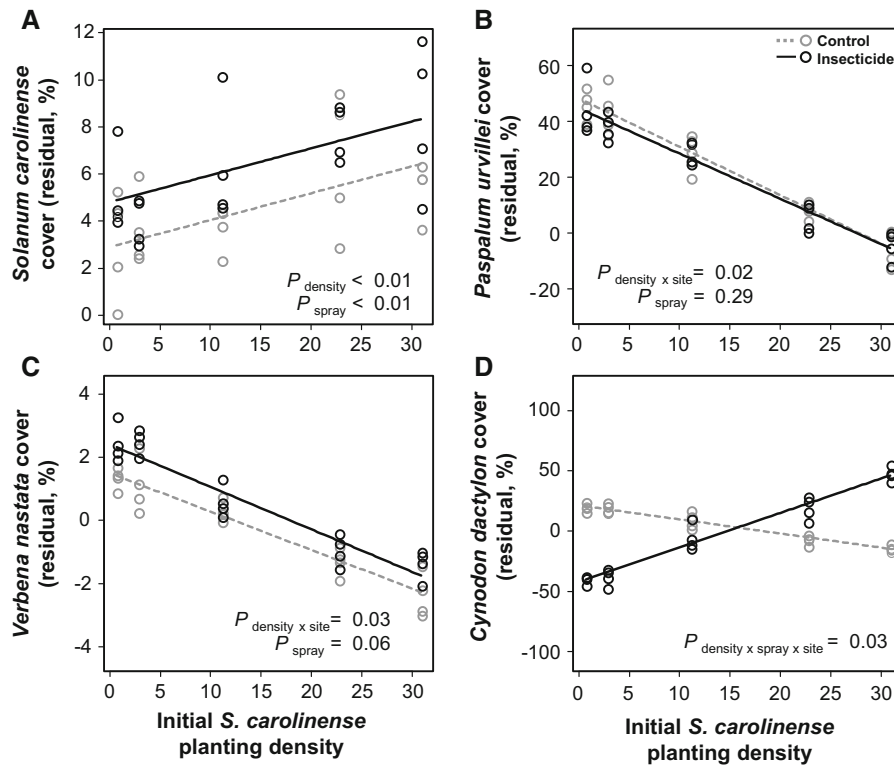 A
Solanum carolinense
cover (residual, %)
12
10
8
6
4
2
0
P density < 0.01
P spray < 0.01
0 5 10 15 20 25 30
B
Control
Insecticide
Paspalum urvillei cover
(residual, %)
60
40
20
0
-20
P density x site = 0.02
P spray = 0.29
0 5 10 15 20 25 30
C
Verbena nastata cover
(residual, %)
4
2
0
-2
-4
P density x site = 0.03
P spray = 0.06
0 5 10 15 20 25 30
Initial S. carolinense
planting density
D
Cynodon dactylon cover
(residual, %)
100
50
0
-50
-100
P density x spray x site = 0.03
0 5 10 15 20 25 30
Initial S. carolinense
planting density